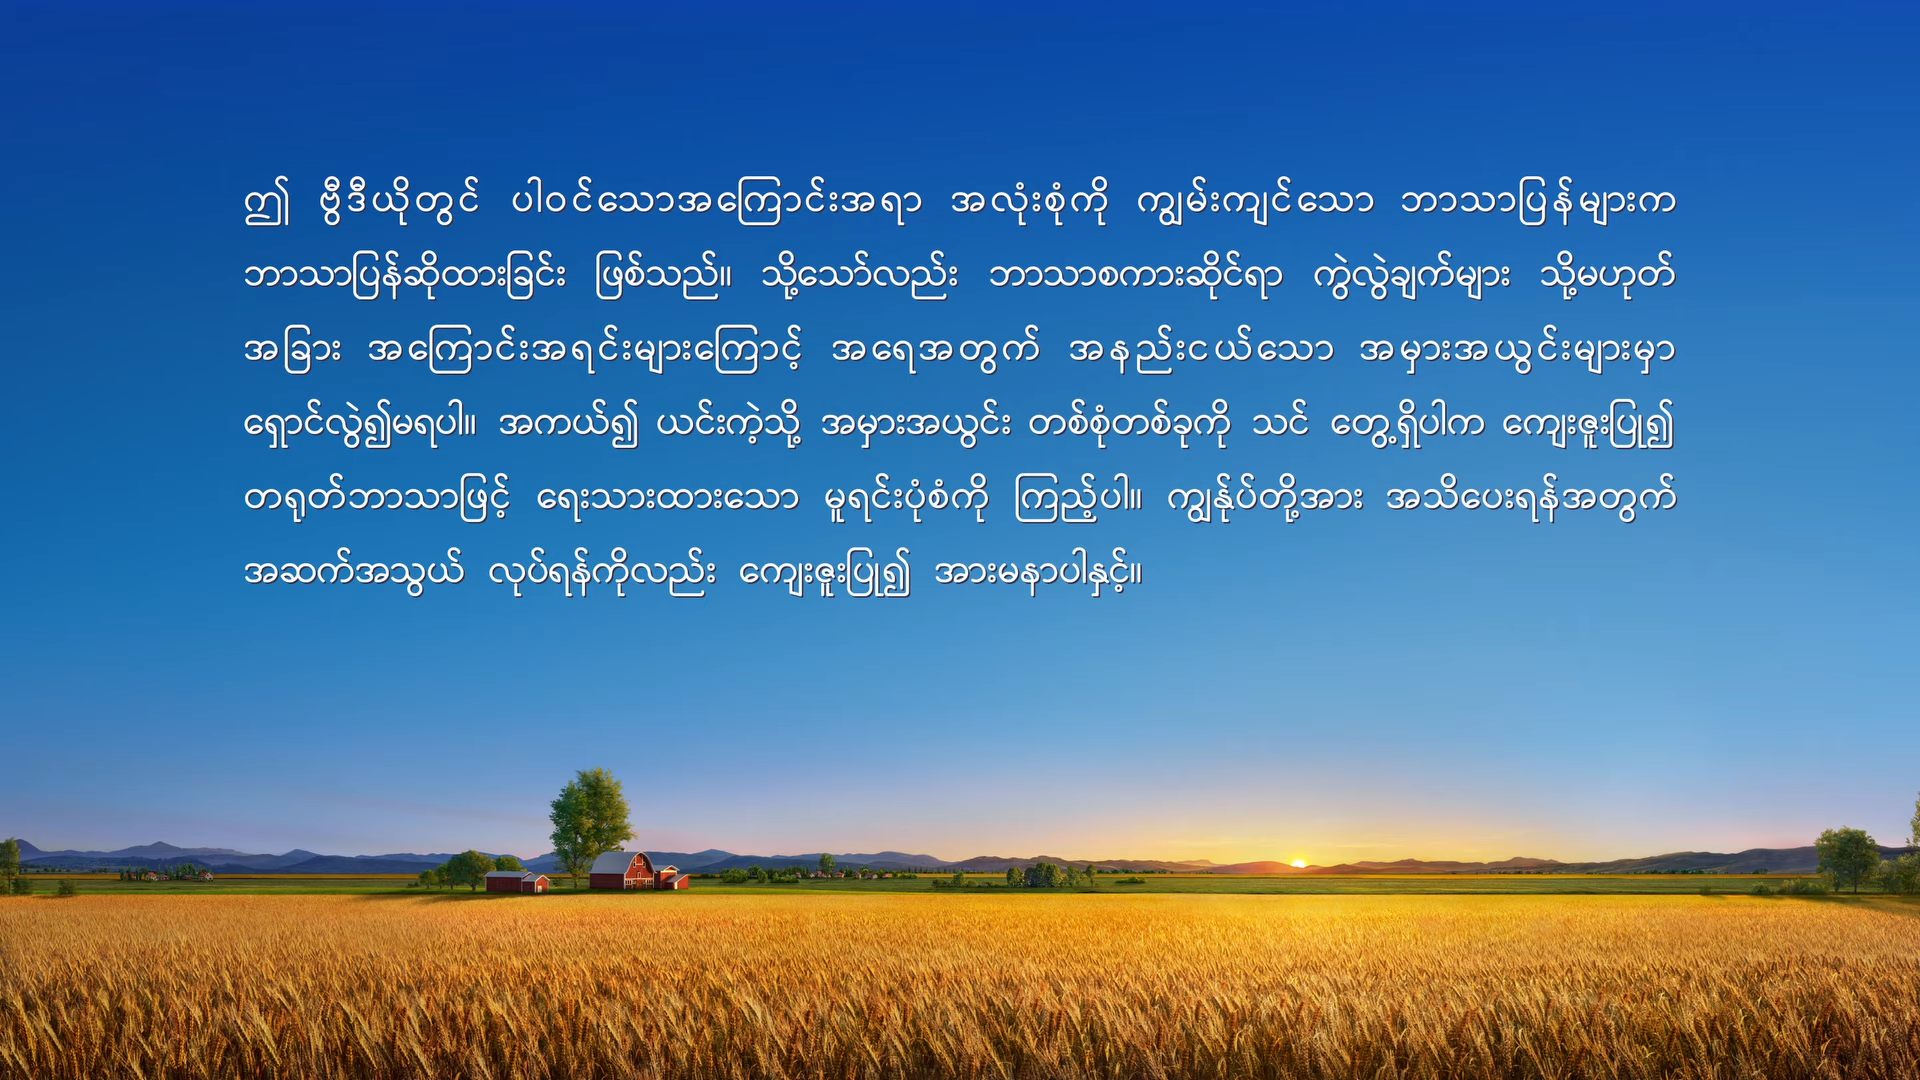 ဤ ဗွီဒီယိုတွင် ပါဝင်သောအကြောင်းအရာ အလုံးစုံကို ကျွမ်းကျင်သော ဘာသာပြန်များက
ဘာသာပြန်ဆိုထားခြင်း ဖြစ်သည်။ သို့သော်လည်း ဘာသာစကားဆိုင်ရာ ကွဲလွဲချက်များ သို့မဟုတ်
အခြား အကြောင်းအရင်းများကြောင့် အရေအတွက် အနည်းငယ်သော အမှားအယွင်းများမှာ
ရှောင်လွှဲ၍မရပါ။ အကယ်၍ ယင်းကဲ့သို့ အမှားအယွင်း တစ်စုံတစ်ခုကို သင် တွေ့ရှိပါက ကျေးဇူးပြု၍
တရုတ်ဘာသာဖြင့် ရေးသားထားသော မူရင်းပုံစံကို ကြည့်ပါ။ ကျွန်ုပ်တို့အား အသိပေးရန်အတွက်
အဆက်အသွယ် လုပ်ရန်ကိုလည်း ကျေးဇူးပြု၍ အားမနာပါနှင့်။